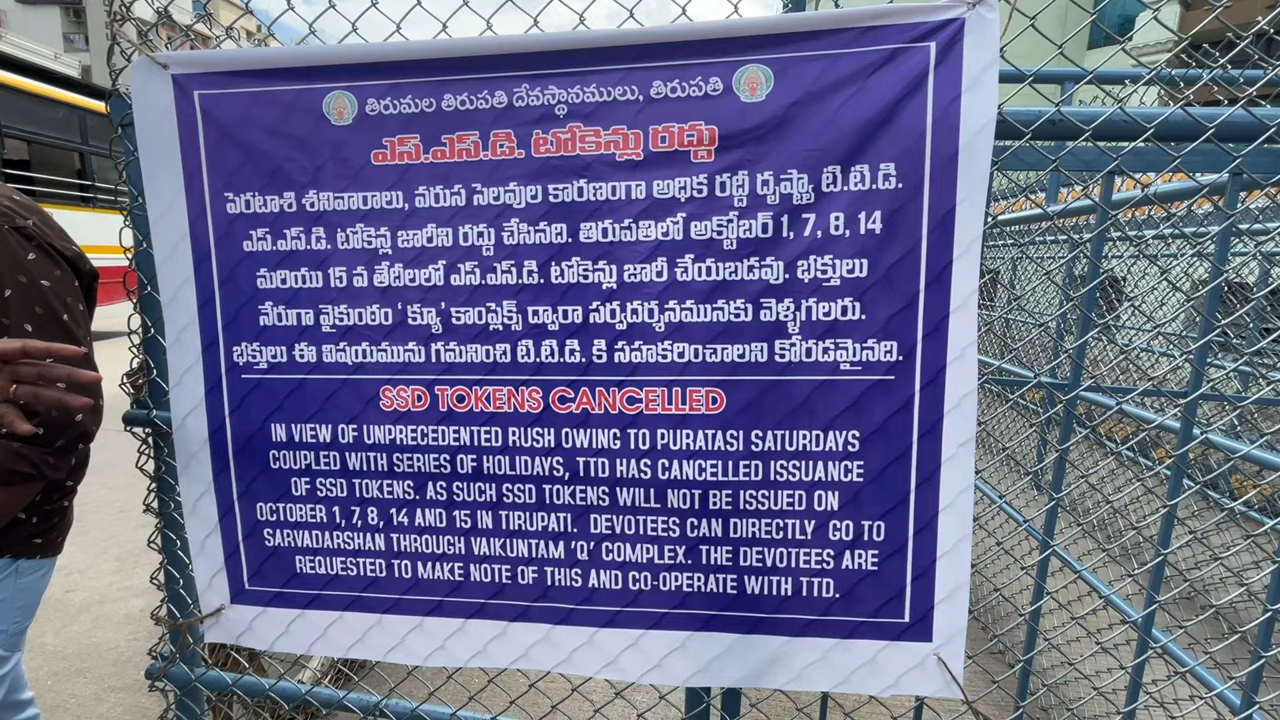 తిరుమల తిరుపతి దేవస్థానములు, తిరుపతి
ఎస్.ఎస్.డి. టోకెన్లు రద్దు
పెరటాశి శనివారాలు, వరుస సెలవుల కారణంగా అధిక రద్దీ దృష్ట్యా టి.టి.డి.
ఎస్.ఎస్.డి. టోకెన్ల జారీని రద్దు చేసినది. తిరుపతిలో అక్టోబర్ 1, 7, 8, 14
మరియు 15 వ తేదీలలో ఎస్.ఎస్.డి. టోకెన్లు జారీ చేయబడవు. భక్తులు
నేరుగా వైకుంఠం ‘ క్యూ’ కాంప్లెక్స్ ద్వారా సర్వదర్శనమునకు వెళ్ళగలరు.
భక్తులు ఈ విషయమును గమనించి టి.టి.డి. కి సహకరించాలని కోరడమైనది.
SSD TOKENS CANCELLED
IN VIEW OF UNPRECEDENTED RUSH OWING TO PURATASI SATURDAYS
COUPLED WITH SERIES OF HOLIDAYS, TTD HAS CANCELLED ISSUANCE
OF SSD TOKENS. AS SUCH SSD TOKENS WILL NOT BE ISSUED ON
OCTOBER 1, 7, 8, 14 AND 15 IN TIRUPATI. DEVOTEES CAN DIRECTLY GO TO
SARVADARSHAN THROUGH VAIKUNTAM 'Q' COMPLEX. THE DEVOTEES ARE
REQUESTED TO MAKE NOTE OF THIS AND CO-OPERATE WITH TTD.